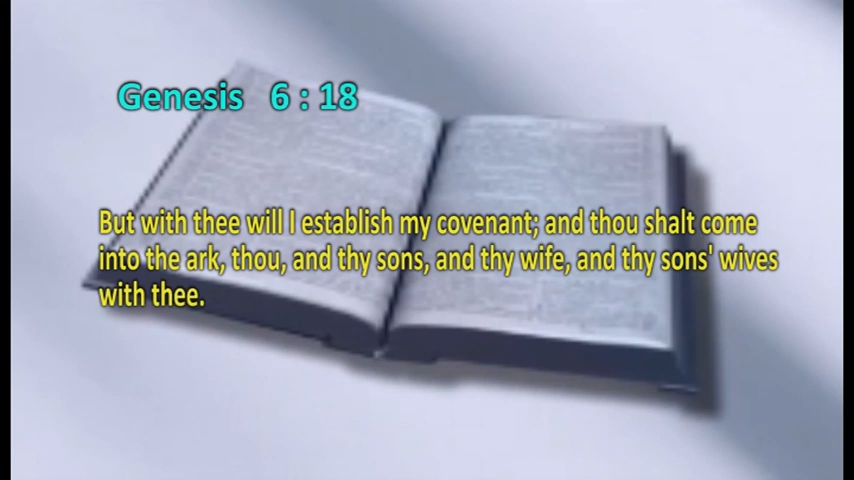 Genesis 6 : 18
But with thee will I establish my covenant; and thou shalt come
into the ark, thou, and thy sons, and thy wife, and thy sons' wives
with thee.